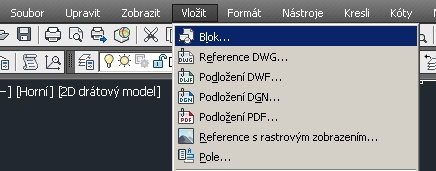 Soubor Upravit Zobrazit Vložit Formát Nástroje Kresli Kóty
Blok...
Reference DWG...
Podložení DWF...
Podložení DGN...
Podložení PDF...
Reference s rastrovým zobrazením...
Pole...
–] [Horní] [2D drátový model]